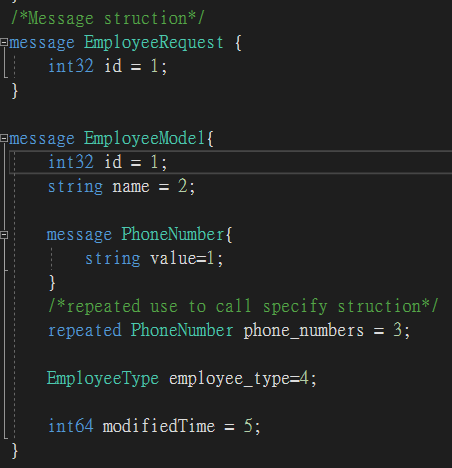 /*Message struction*/
message EmployeeRequest {
int32 id = 1;
}
message EmployeeModel{
int32 id = 1;
string name = 2;
message PhoneNumber{
string value=1;
}
/*repeated use to call specify struction*/
repeated PhoneNumber phone_numbers = 3;
EmployeeType employee_type=4;
int64 modifiedTime = 5;
}